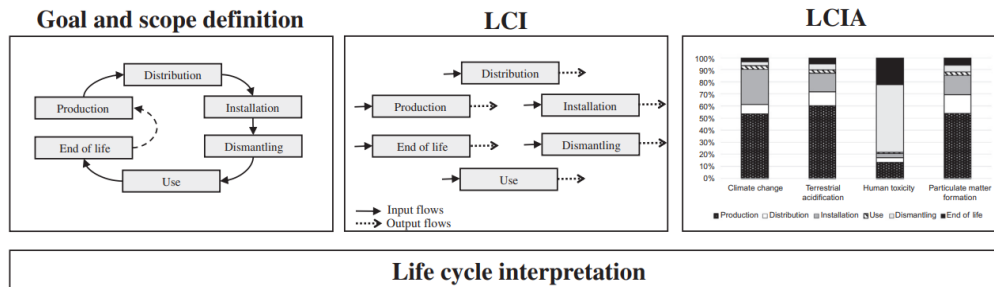 Goal and scope definition
LCI
LCIA
Distribution
Production
Installation
End of life
Dismantling
Use
Distribution
Production
Installation
End of life
Dismantling
Use
Input flows
Output flows
100%
90%
80%
70%
60%
50%
40%
30%
20%
10%
0%
Climate change
Terrestrial
acidification
Human toxicity
Particulate matter
formation
Production Distribution Installation Use Dismantling End of life
Life cycle interpretation